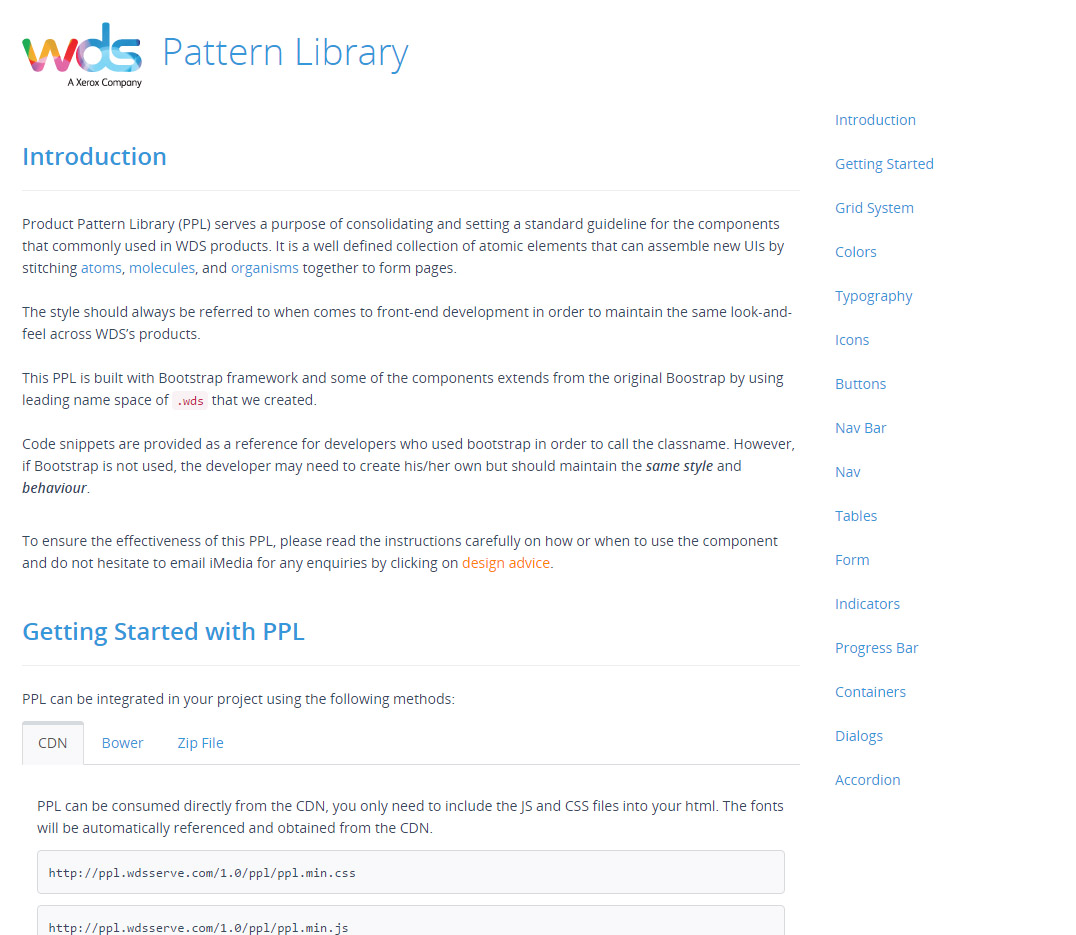 wds
A Xerox Company
Pattern Library
Introduction
Product Pattern Library (PPL) serves a purpose of consolidating and setting a standard guideline for the components
that commonly used in WDS products. It is a well defined collection of atomic elements that can assemble new UIs by
stitching atoms, molecules, and organisms together to form pages.
The style should always be referred to when comes to front-end development in order to maintain the same look-and-
feel across WDS’s products.
This PPL is built with Bootstrap framework and some of the components extends from the original Boostrap by using
leading name space of .wds that we created.
Code snippets are provided as a reference for developers who used bootstrap in order to call the classname. However,
if Bootstrap is not used, the developer may need to create his/her own but should maintain the same style and
behaviour.
To ensure the effectiveness of this PPL, please read the instructions carefully on how or when to use the component
and do not hesitate to email iMedia for any enquiries by clicking on design advice.
Getting Started with PPL
PPL can be integrated in your project using the following methods:
CDN Bower Zip File
PPL can be consumed directly from the CDN, you only need to include the JS and CSS files into your html. The fonts
will be automatically referenced and obtained from the CDN.
http://ppl.wdsserve.com/1.0/ppl/ppl.min.css
http://ppl.wdsserve.com/1.0/ppl/ppl.min.js
Introduction
Getting Started
Grid System
Colors
Typography
Icons
Buttons
Nav Bar
Nav
Tables
Form
Indicators
Progress Bar
Containers
Dialogs
Accordion